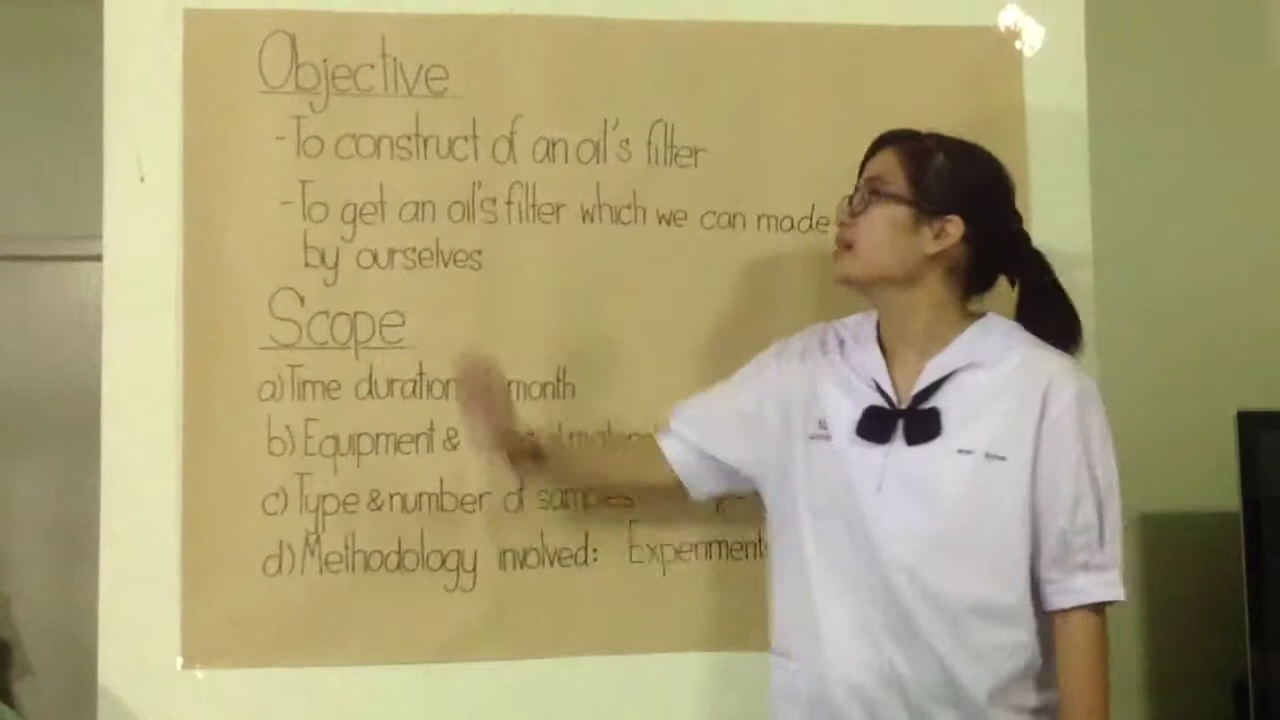 Objective
-To construct of an oil's filter
-To get an oil's filter which we can made
by ourselves
Scope
a) Time duration month
b) Equipment &
c) Type & number of samples
d) Methodology involved: Experiment